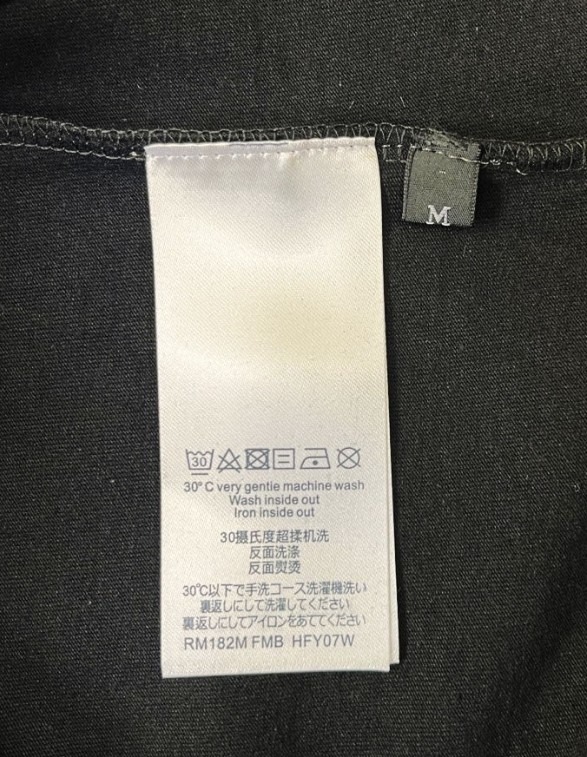 M
30
30°C very gentie machine wash
Wash inside out
Iron inside out
30摄氏度超揉机洗
反面洗涤
反面熨烫
30℃以下で手洗コース洗濯機洗い
裏返しにして洗濯してください
裏返しにしてアイロンをあててください
RM182M FMB HFY07W